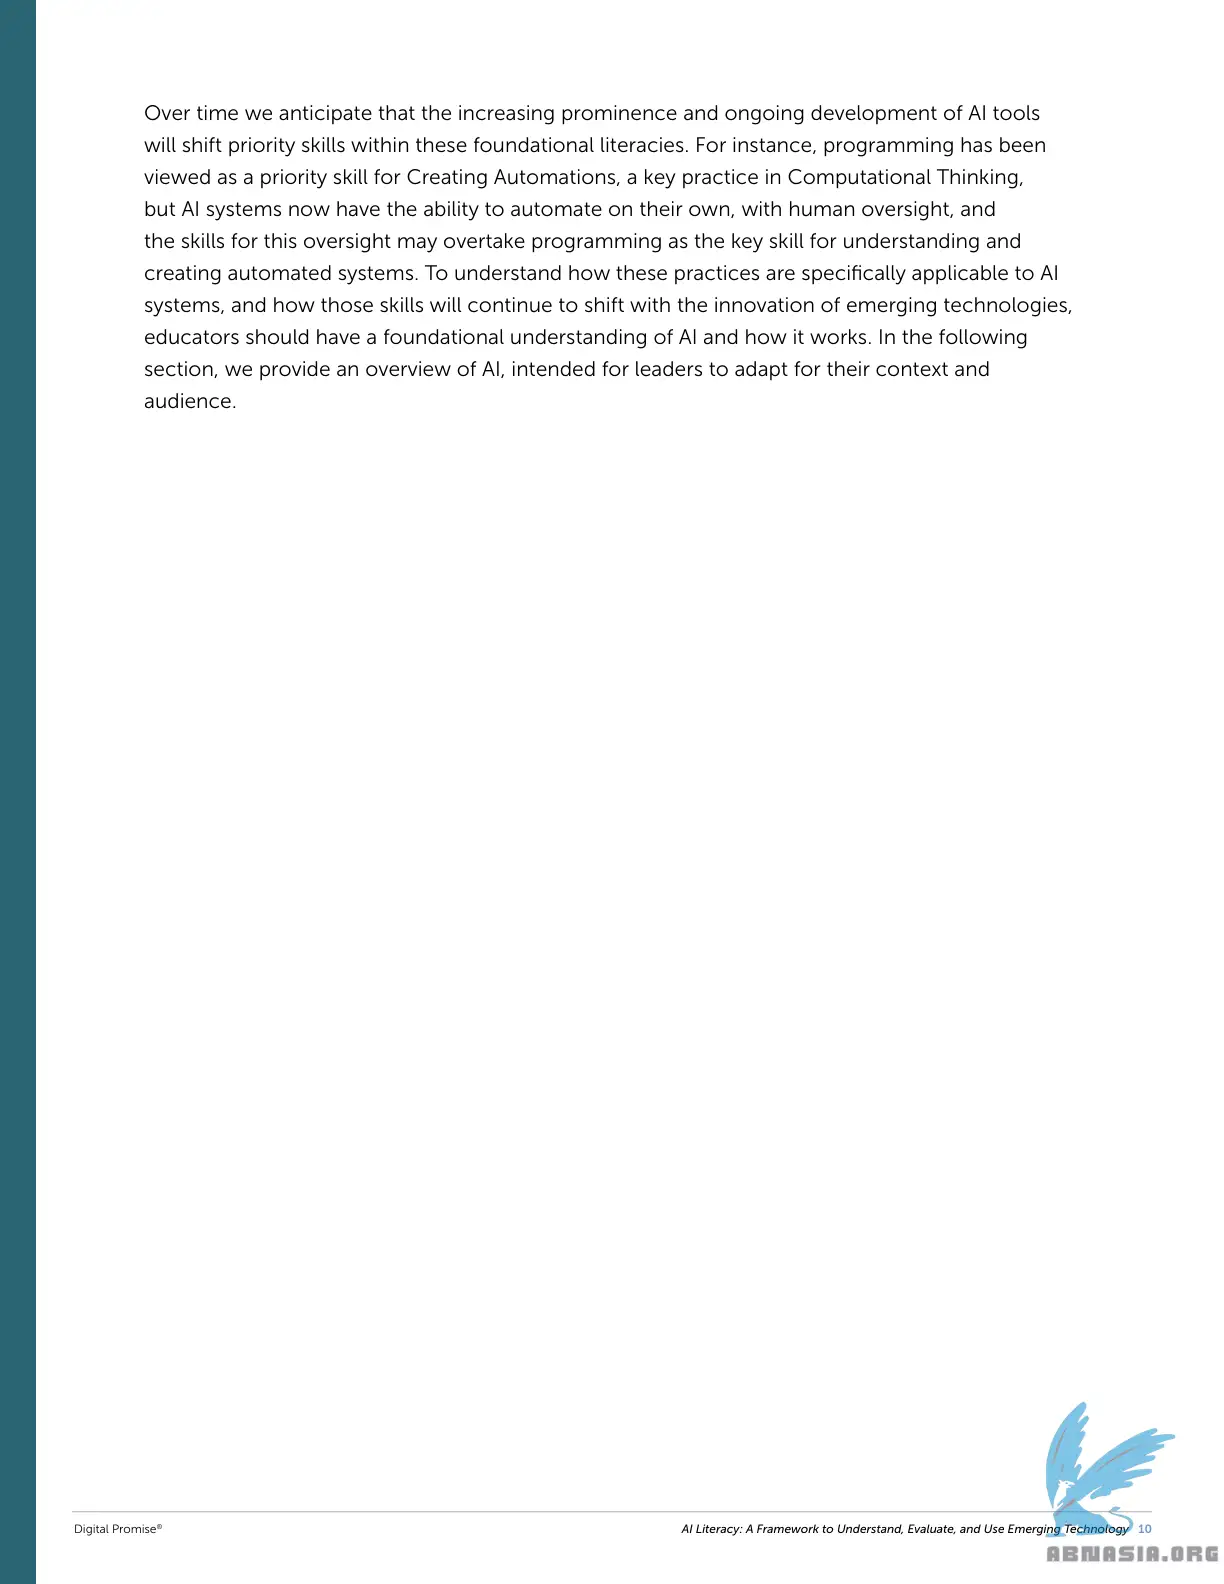 Over time we anticipate that the increasing prominence and ongoing development of AI tools
will shift priority skills within these foundational literacies. For instance, programming has been
viewed as a priority skill for Creating Automations, a key practice in Computational Thinking,
but AI systems now have the ability to automate on their own, with human oversight, and
the skills for this oversight may overtake programming as the key skill for understanding and
creating automated systems. To understand how these practices are specifically applicable to AI
systems, and how those skills will continue to shift with the innovation of emerging technologies,
educators should have a foundational understanding of AI and how it works. In the following
section, we provide an overview of AI, intended for leaders to adapt for their context and
audience.
Digital Promise® AI Literacy: A Framework to Understand, Evaluate, and Use Emerging Technology 10
ABNASIA.ORG